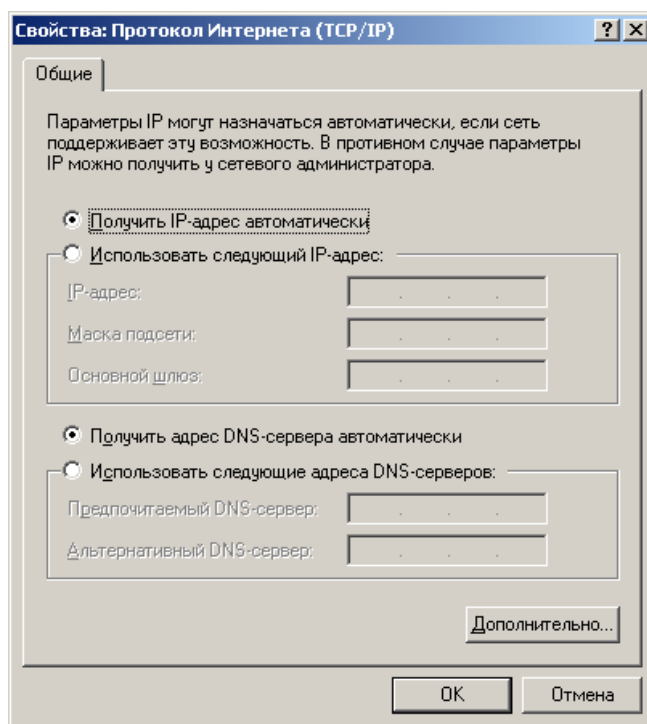 Свойства: Протокол Интернета (TCP/IP)
Общие
Параметры IP могут назначаться автоматически, если сеть
поддерживает эту возможность. В противном случае параметры
IP можно получить у сетевого администратора.
Получить IP-адрес автоматически
Использовать следующий IP-адрес:
IP-адрес:
Маска подсети:
Основной шлюз:
Получить адрес DNS-сервера автоматически
Использовать следующие адреса DNS-серверов:
Предпочитаемый DNS-сервер:
Альтернативный DNS-сервер:
Дополнительно...
OK
Отмена